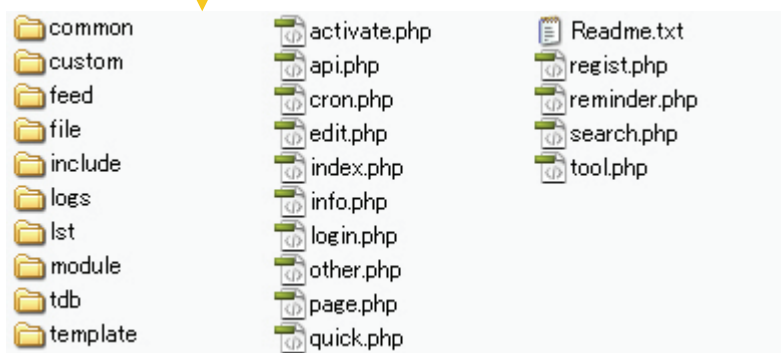 common
custom
feed
file
include
logs
lst
module
tdb
template
activate.php
api.php
cron.php
edit.php
index.php
info.php
login.php
other.php
page.php
quick.php
Readme.txt
regist.php
reminder.php
search.php
tool.php